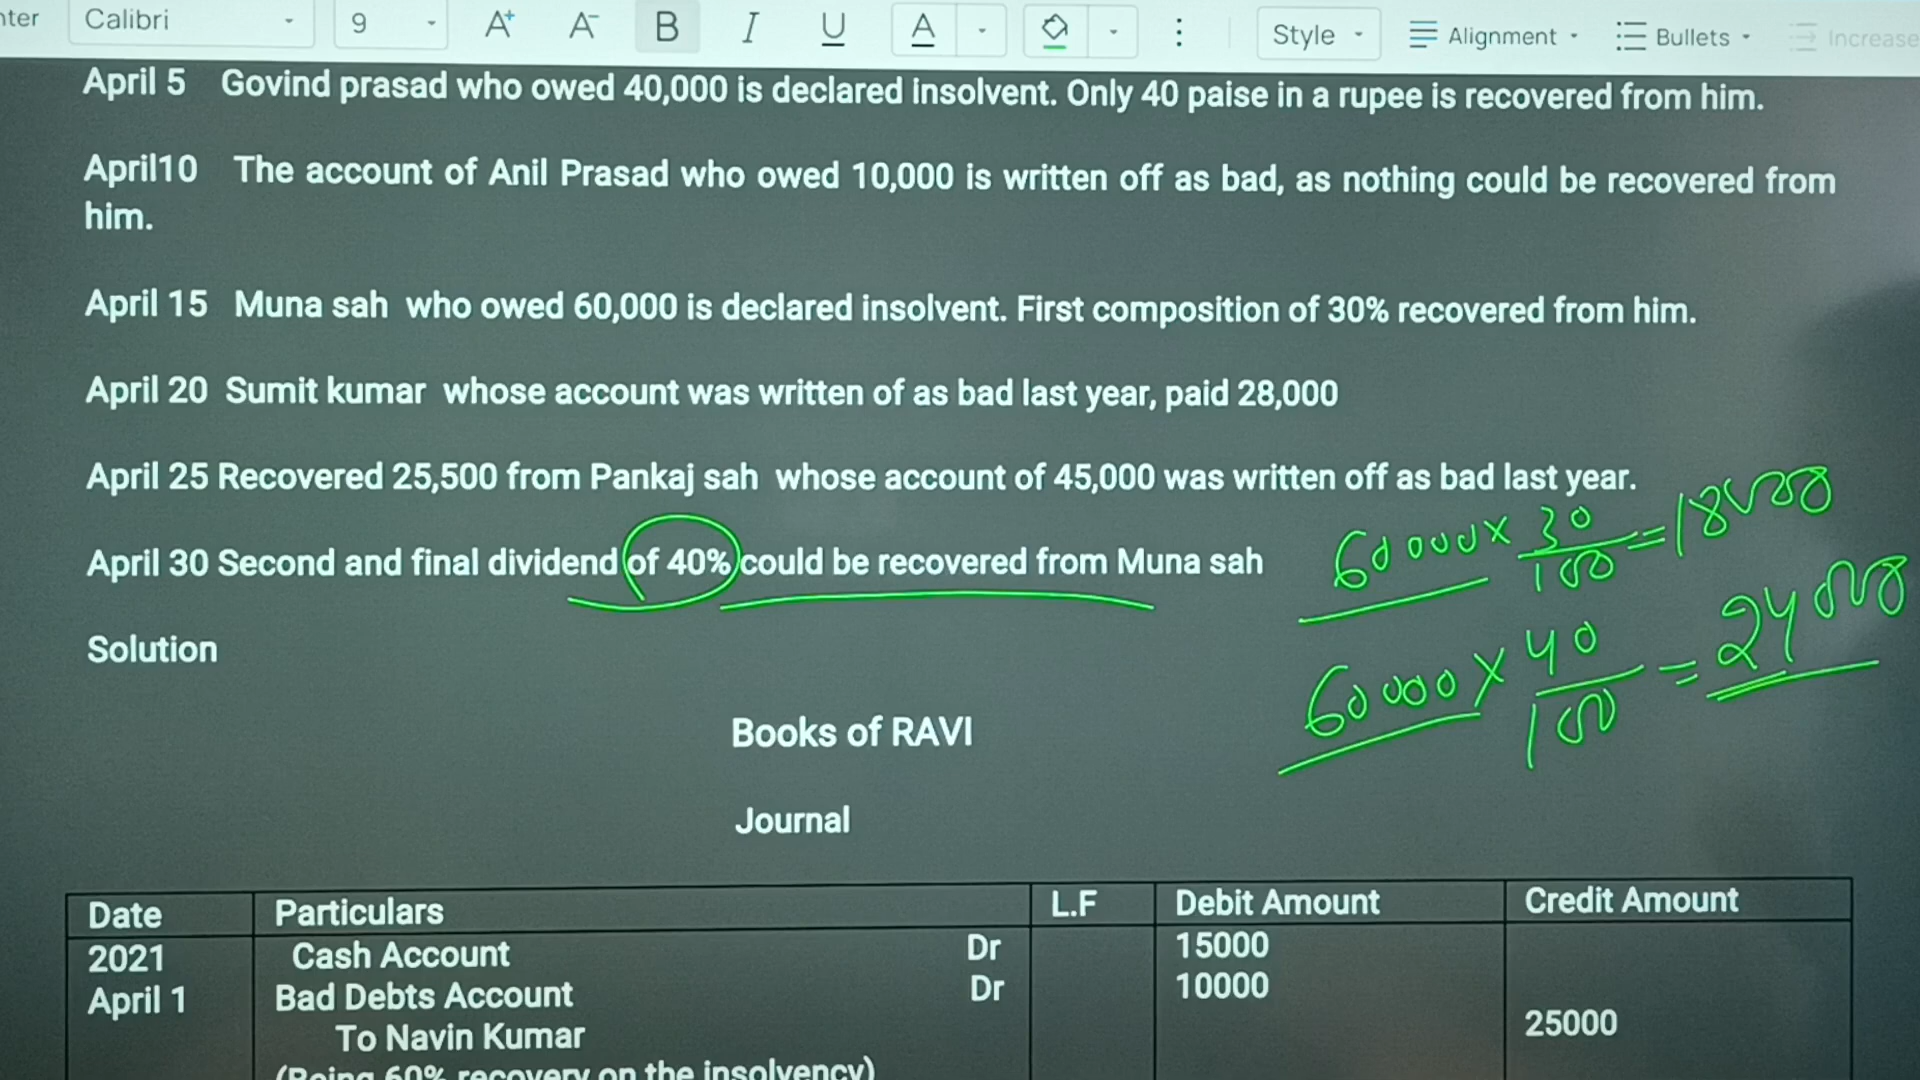 nter Calibri 9 A+ A- B I U A Style Alignment Bullets Increase
April 5 Govind prasad who owed 40,000 is declared insolvent. Only 40 paise in a rupee is recovered from him.
April10 The account of Anil Prasad who owed 10,000 is written off as bad, as nothing could be recovered from
him.
April 15 Muna sah who owed 60,000 is declared insolvent. First composition of 30% recovered from him.
April 20 Sumit kumar whose account was written of as bad last year, paid 28,000
April 25 Recovered 25,500 from Pankaj sah whose account of 45,000 was written off as bad last year.
April 30 Second and final dividend of 40% could be recovered from Muna sah
60000 × 30/100 = 18000
60000 × 40/100 = 24000
Solution
Books of RAVI
Journal
Date Particulars L.F Debit Amount Credit Amount
2021 Cash Account Dr 15000
April 1 Bad Debts Account Dr 10000
To Navin Kumar 25000
(Being 60% recovery on the insolvency)